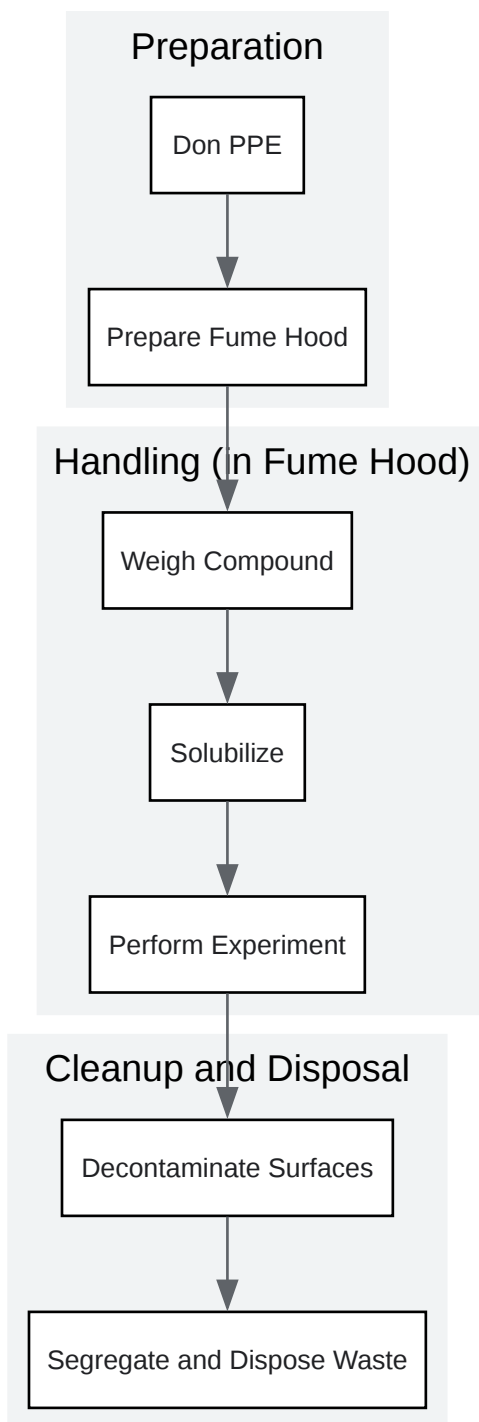 Preparation
Don PPE
Prepare Fume Hood
Handling (in Fume Hood)
Weigh Compound
Solubilize
Perform Experiment
Cleanup and Disposal
Decontaminate Surfaces
Segregate and Dispose Waste